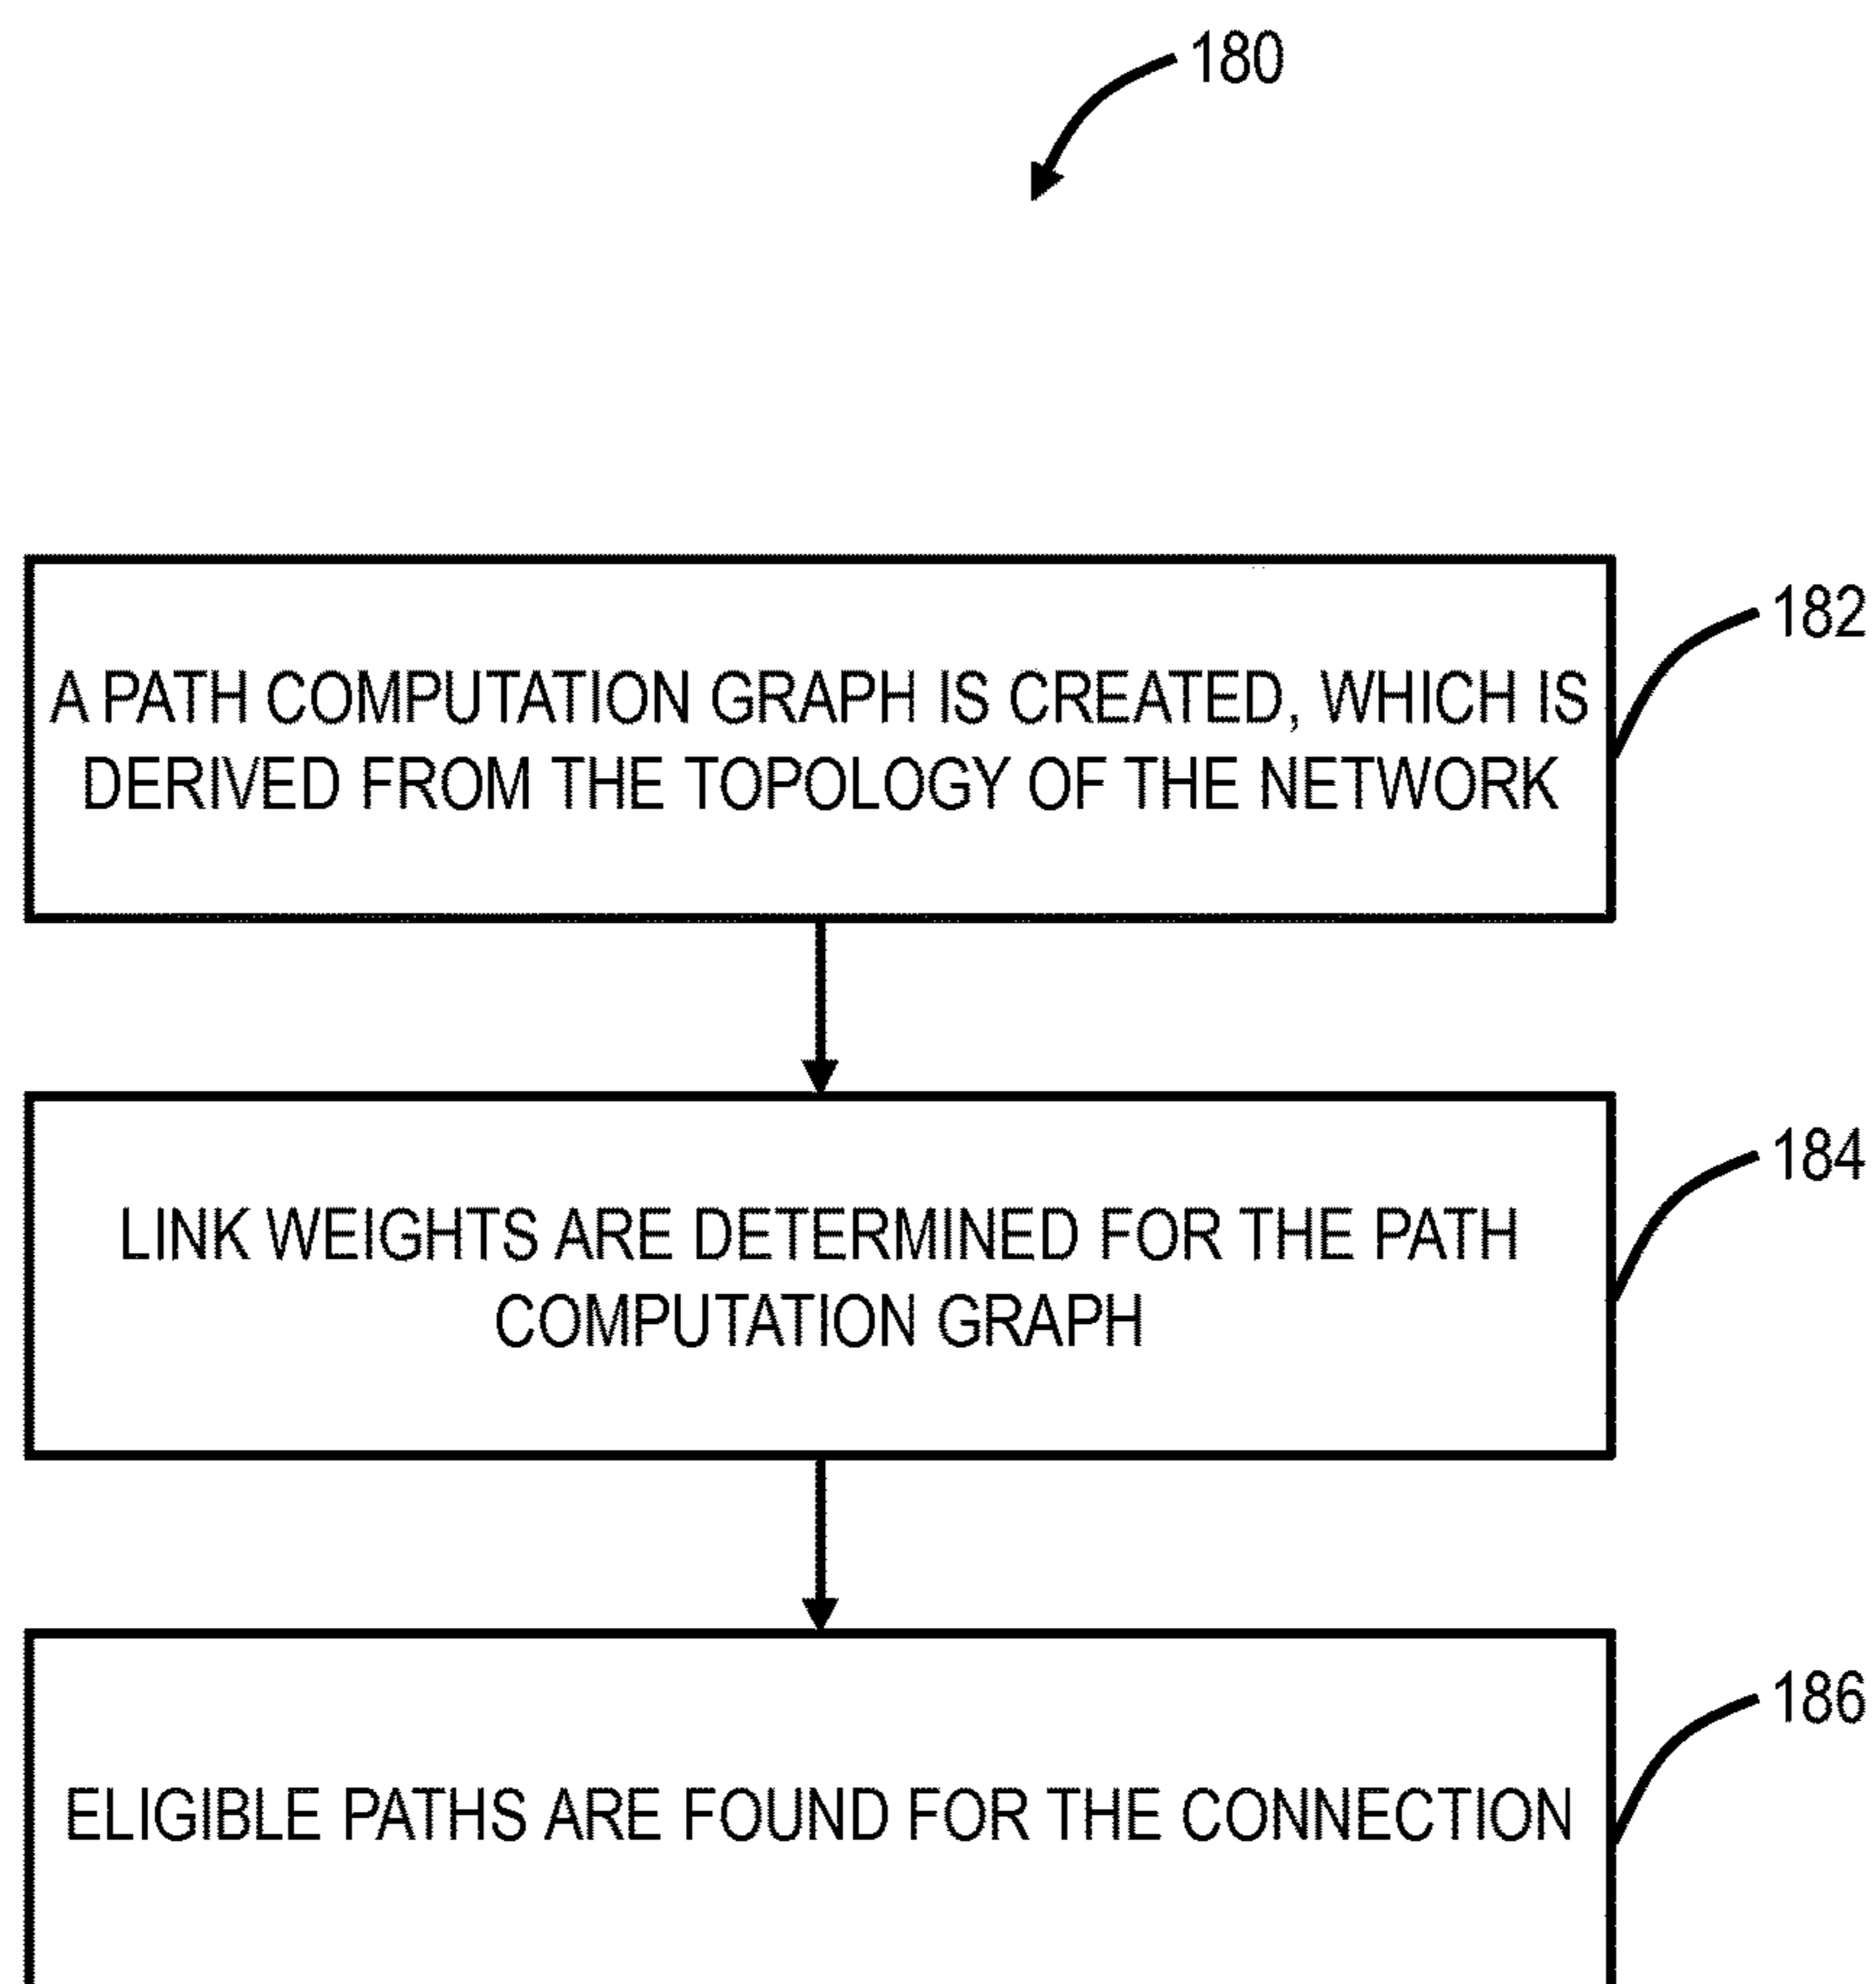 180
182
A PATH COMPUTATION GRAPH IS CREATED, WHICH IS
DERIVED FROM THE TOPOLOGY OF THE NETWORK
184
LINK WEIGHTS ARE DETERMINED FOR THE PATH
COMPUTATION GRAPH
186
ELIGIBLE PATHS ARE FOUND FOR THE CONNECTION